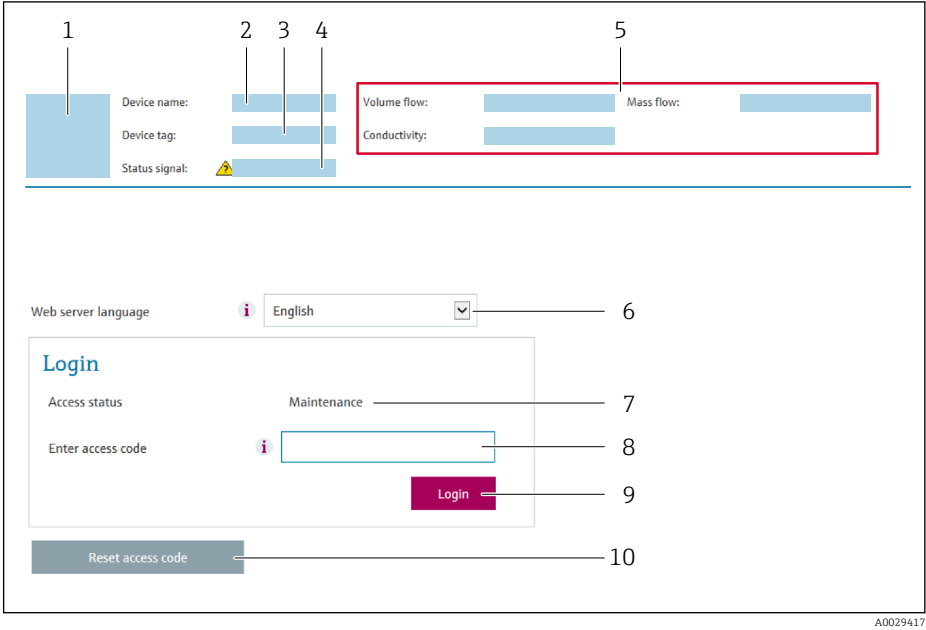 1 2 3 4 5
Device name: Volume flow: Mass flow:
Device tag: Conductivity:
Status signal: ?
Web server language i English 6
Login
Access status Maintenance 7
Enter access code i 8
Login 9
Reset access code 10
A0029417